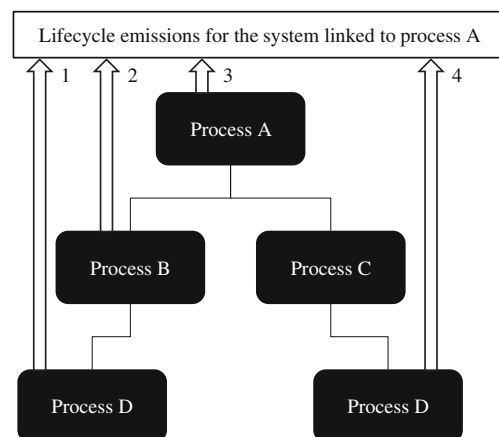 Lifecycle emissions for the system linked to process A
1
2
3
4
Process A
Process B
Process C
Process D
Process D